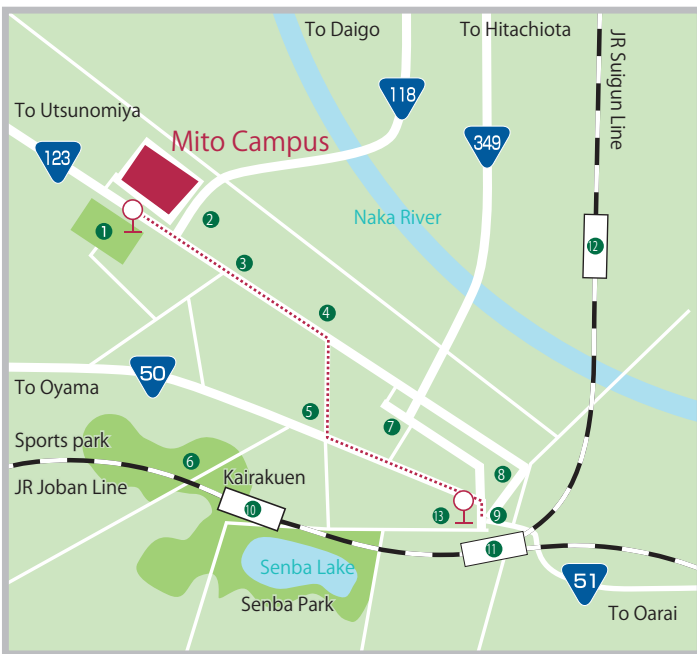 To Daigo
To Hitachiota
JR Suigun Line
118
To Utsunomiya
Mito Campus
123
349
2
Naka River
1
12
3
4
50
To Oyama
5
7
Sports park
6
Kairakuen
8
JR Joban Line
10
13
9
11
Senba Lake
51
Senba Park
To Oarai